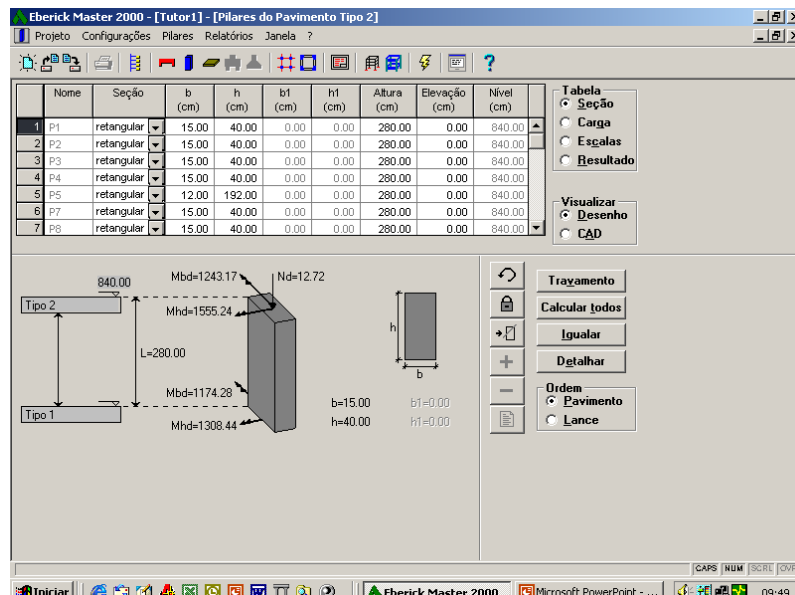 Eberick Master 2000 - [Tutor1] - [Pilares do Pavimento Tipo 2]
Projeto Configurações Pilares Relatórios Janela ?
Nome Seção b (cm) h (cm) b1 (cm) h1 (cm) Altura (cm) Elevação (cm) Nível (cm)
1 P1 retangular 15.00 40.00 0.00 0.00 280.00 0.00 840.00
2 P2 retangular 15.00 40.00 0.00 0.00 280.00 0.00 840.00
3 P3 retangular 15.00 40.00 0.00 0.00 280.00 0.00 840.00
4 P4 retangular 15.00 40.00 0.00 0.00 280.00 0.00 840.00
5 P5 retangular 12.00 192.00 0.00 0.00 280.00 0.00 840.00
6 P7 retangular 15.00 40.00 0.00 0.00 280.00 0.00 840.00
7 P8 retangular 15.00 40.00 0.00 0.00 280.00 0.00 840.00
Tabela
Seção
Carga
Escalas
Resultado
Visualizar
Desenho
CAD
840.00
Mbd=1243.17
Nd=12.72
Tipo 2
Mhd=1555.24
L=280.00
Mbd=1174.28
Tipo 1
Mhd=1308.44
h
b
b=15.00 b1=0.00
h=40.00 h1=0.00
Travamento
Calcular todos
Igualar
Detalhar
Ordem
Pavimento
Lance
CAPS NUM SCRL OVR
Iniciar Eberick Master 2000 Microsoft PowerPoint - ... 09:49